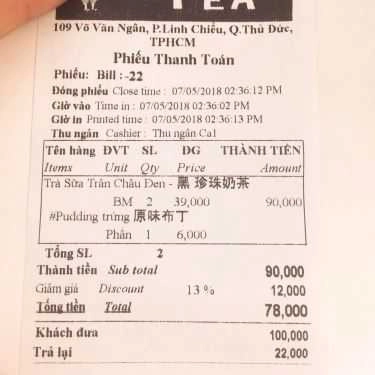 TEA
109 Võ Văn Ngân, P.Linh Chiểu, Q.Thủ Đức,
TPHCM
Phiếu Thanh Toán
Phiếu: Bill :-22
Đóng phiếu Close time : 07/05/2018 02:36:12 PM
Giờ vào Time in : 07/05/2018 02:36:02 PM
Giờ in Printed time : 07/05/2018 02:36:13 PM
Thu ngân Cashier : Thu ngân Ca1
Tên hàng ĐVT SL ĐG THÀNH TIỀN
Items Unit Qty Price Amount
Trà Sữa Trân Châu Đen - 黑 珍珠奶茶
BM 2 39,000 90,000
#Pudding trứng 原味布丁
Phần 1 6,000
Tổng SL 2
Thành tiền Sub total 90,000
Giảm giá Discount 13 % 12,000
Tổng tiền Total 78,000
Khách đưa 100,000
Trả lại 22,000